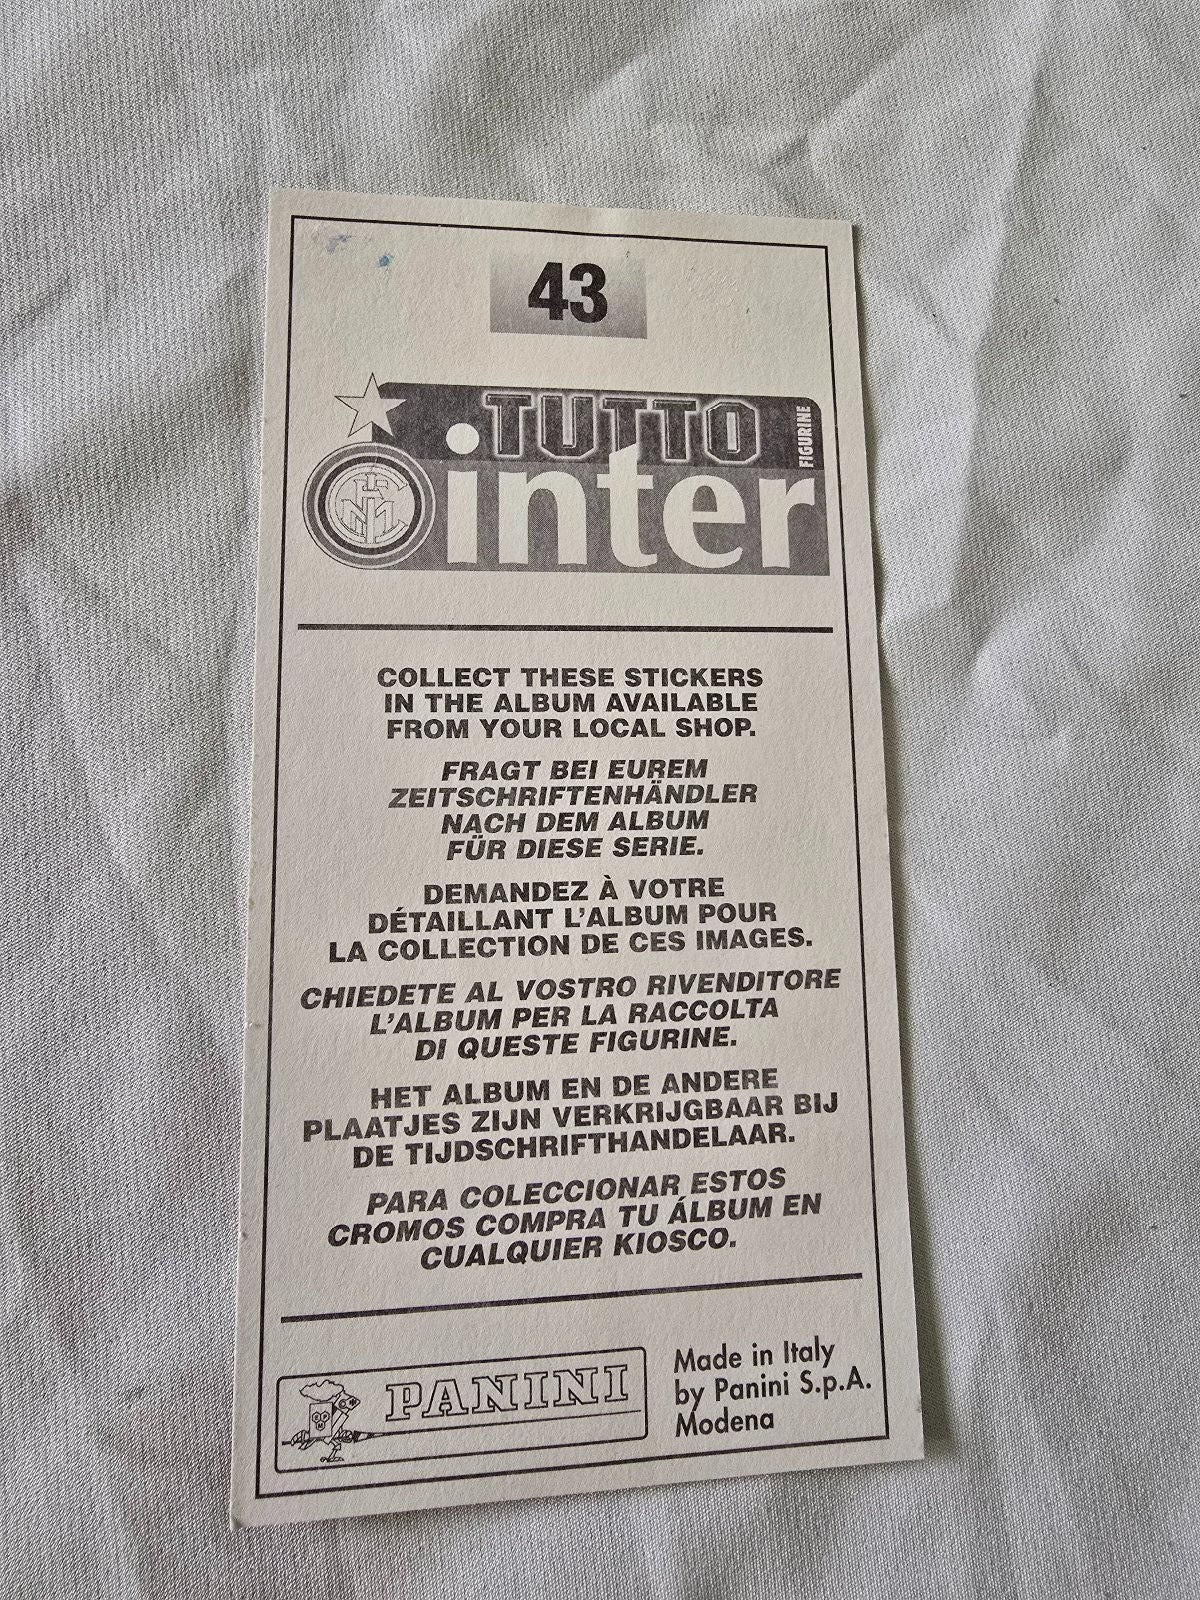 43
TUTTO
FIGURINE
inter
COLLECT THESE STICKERS
IN THE ALBUM AVAILABLE
FROM YOUR LOCAL SHOP.
FRAGT BEI EUREM
ZEITSCHRIFTENHÄNDLER
NACH DEM ALBUM
FÜR DIESE SERIE.
DEMANDEZ À VOTRE
DÉTAILLANT L'ALBUM POUR
LA COLLECTION DE CES IMAGES.
CHIEDETE AL VOSTRO RIVENDITORE
L'ALBUM PER LA RACCOLTA
DI QUESTE FIGURINE.
HET ALBUM EN DE ANDERE
PLAATJES ZIJN VERKRIJGBAAR BIJ
DE TIJDSCHRIFTHANDELAAR.
PARA COLECCIONAR ESTOS
CROMOS COMPRA TU ÁLBUM EN
CUALQUIER KIOSCO.
PANINI
Made in Italy
by Panini S.p.A.
Modena